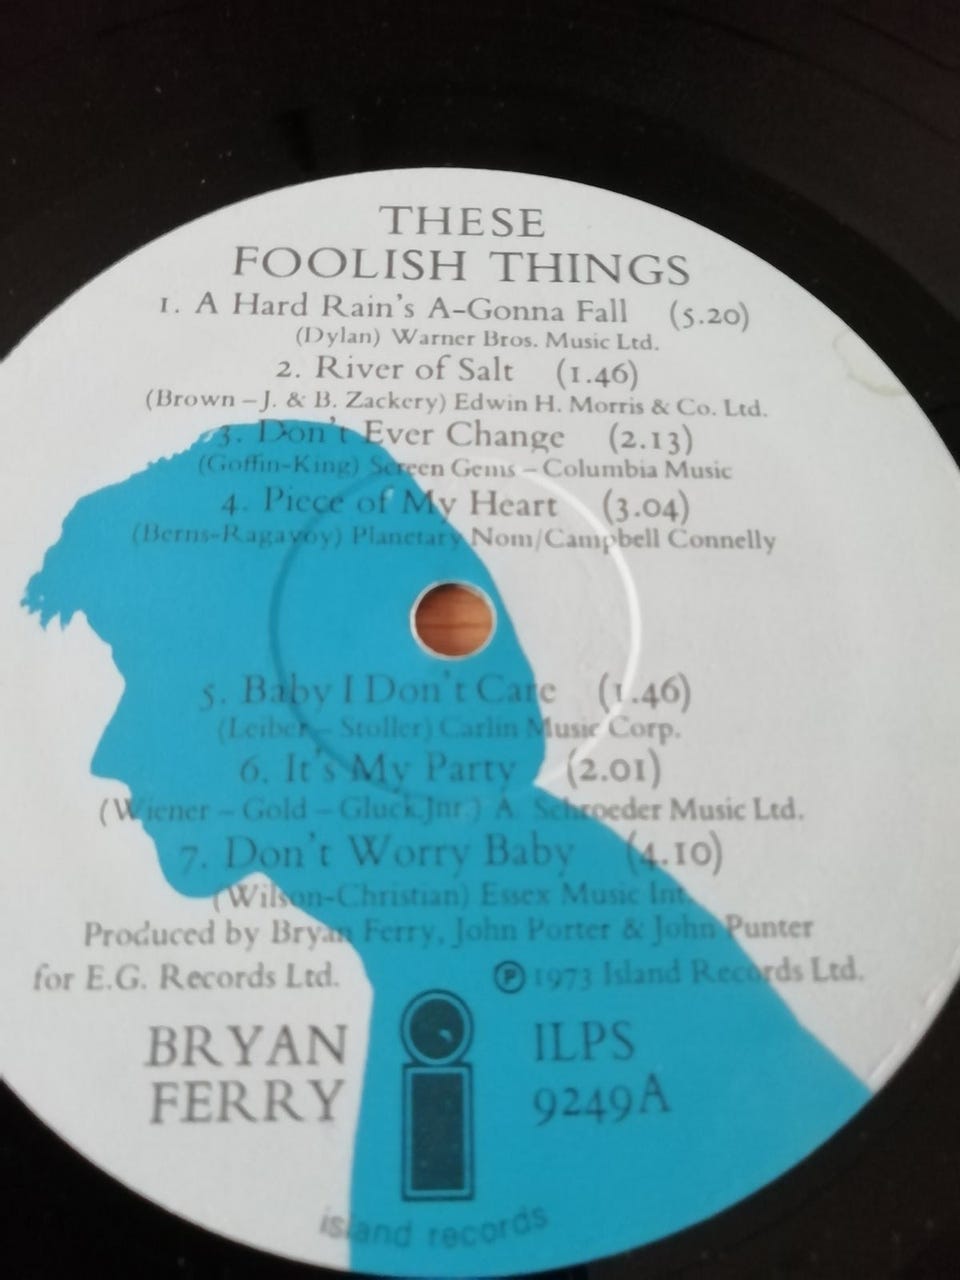 THESE
FOOLISH THINGS
1. A Hard Rain's A-Gonna Fall (5.20)
(Dylan) Warner Bros. Music Ltd.
2. River of Salt (1.46)
(Brown – J. & B. Zackery) Edwin H. Morris & Co. Ltd.
3. Don't Ever Change (2.13)
(Goffin-King) Screen Gems – Columbia Music
4. Piece of My Heart (3.04)
(Berns-Ragavoy) Planetary Nom/Campbell Connelly
5. Baby I Don't Care (1.46)
(Leiber – Stoller) Carlin Music Corp.
6. It's My Party (2.01)
(Wiener – Gold – Gluck Jnr.) A. Schroeder Music Ltd.
7. Don't Worry Baby (4.10)
(Wilson-Christian) Essex Music Int.
Produced by Bryan Ferry, John Porter & John Punter
for E.G. Records Ltd. ℗ 1973 Island Records Ltd.
BRYAN ILPS
FERRY 9249A
island records